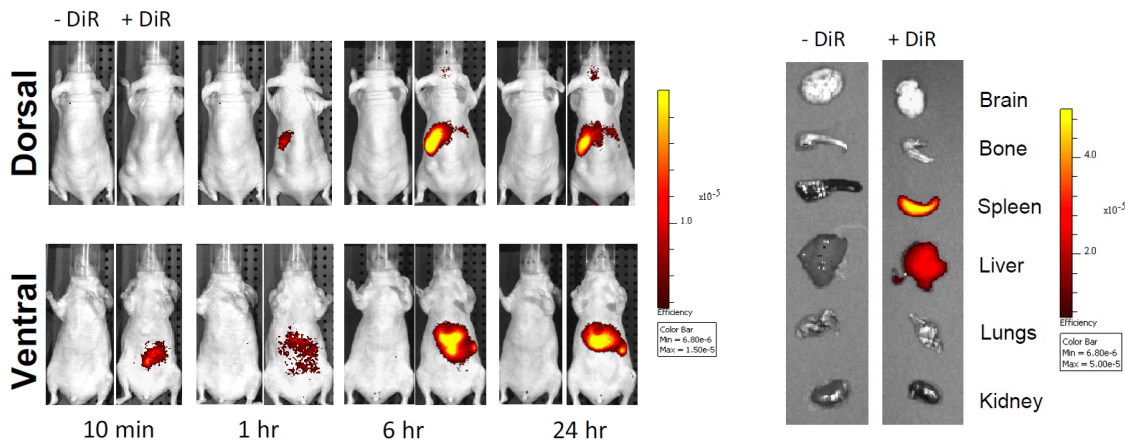 - DiR + DiR
Dorsal
Ventral
10 min
1 hr
6 hr
24 hr
1.0
x10⁻⁵
Efficiency
Color Bar
Min = 6.80e-6
Max = 1.50e-5
- DiR + DiR
Brain
Bone
Spleen
Liver
Lungs
Kidney
4.0
x10⁻⁵
2.0
Efficiency
Color Bar
Min = 6.80e-6
Max = 5.00e-5